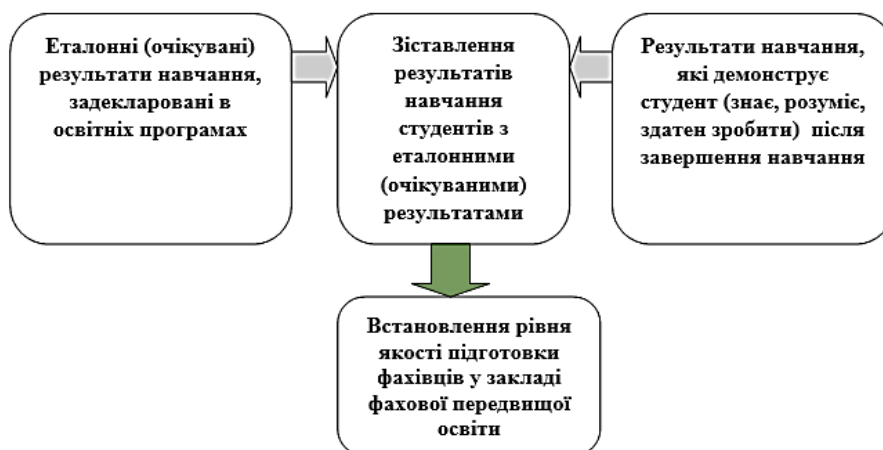 Еталонні (очікувані)
результати навчання,
задекларовані в
освітніх програмах
Зіставлення
результатів
навчання
студентів з
еталонними
(очікуваними)
результатами
Результати навчання,
які демонструє
студент (знає, розуміє,
здатен зробити) після
завершення навчання
Встановлення рівня
якості підготовки
фахівців у закладі
фахової передвищої
освіти